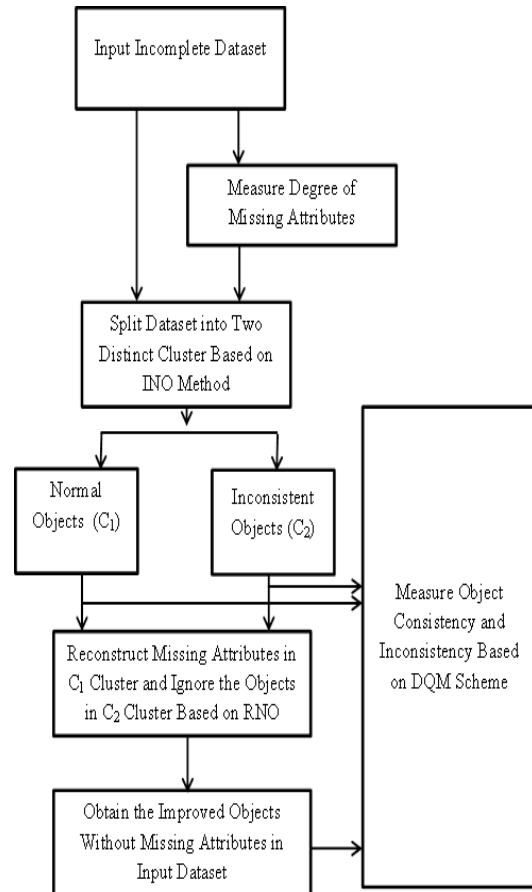 Input Incomplete Dataset
Measure Degree of
Missing Attributes
Split Dataset into Two
Distinct Cluster Based on
INO Method
Normal
Objects (C1)
Inconsistent
Objects (C2)
Measure Object
Consistency and
Inconsistency Based
on DQM Scheme
Reconstruct Missing Attributes in
C1 Cluster and Ignore the Objects
in C2 Cluster Based on RNO
Obtain the Improved Objects
Without Missing Attributes in
Input Dataset